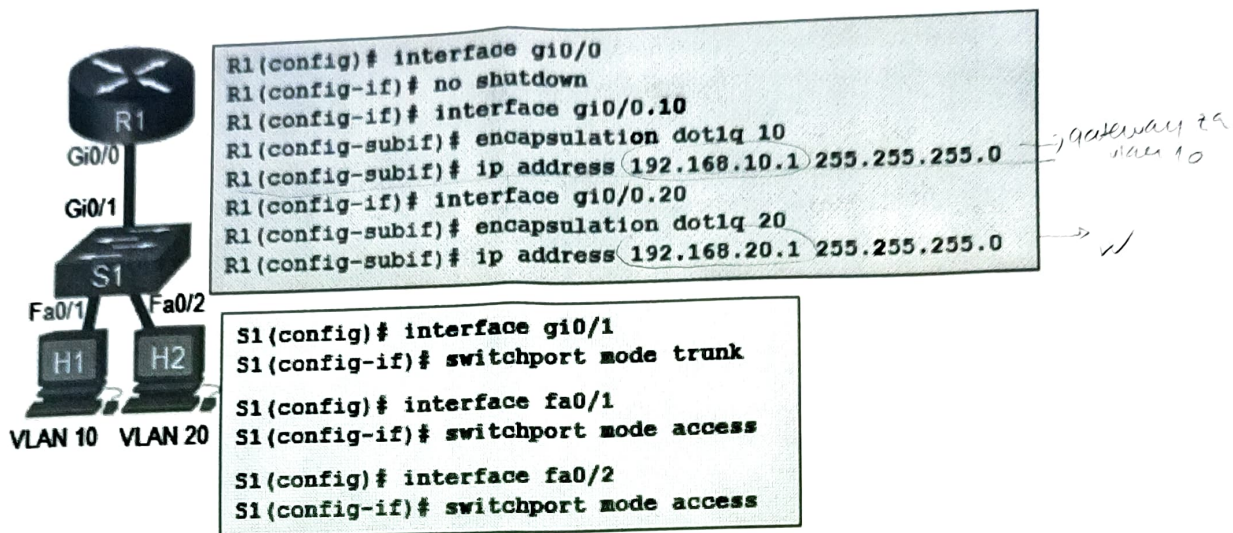 R1
Gi0/0
Gi0/1
S1
Fa0/1
Fa0/2
H1
H2
VLAN 10
VLAN 20
R1(config)# interface gi0/0
R1(config-if)# no shutdown
R1(config-if)# interface gi0/0.10
R1(config-subif)# encapsulation dot1q 10
R1(config-subif)# ip address 192.168.10.1 255.255.255.0
R1(config-if)# interface gi0/0.20
R1(config-subif)# encapsulation dot1q 20
R1(config-subif)# ip address 192.168.20.1 255.255.255.0
gateway za
10
S1(config)# interface gi0/1
S1(config-if)# switchport mode trunk
S1(config)# interface fa0/1
S1(config-if)# switchport mode access
S1(config)# interface fa0/2
S1(config-if)# switchport mode access